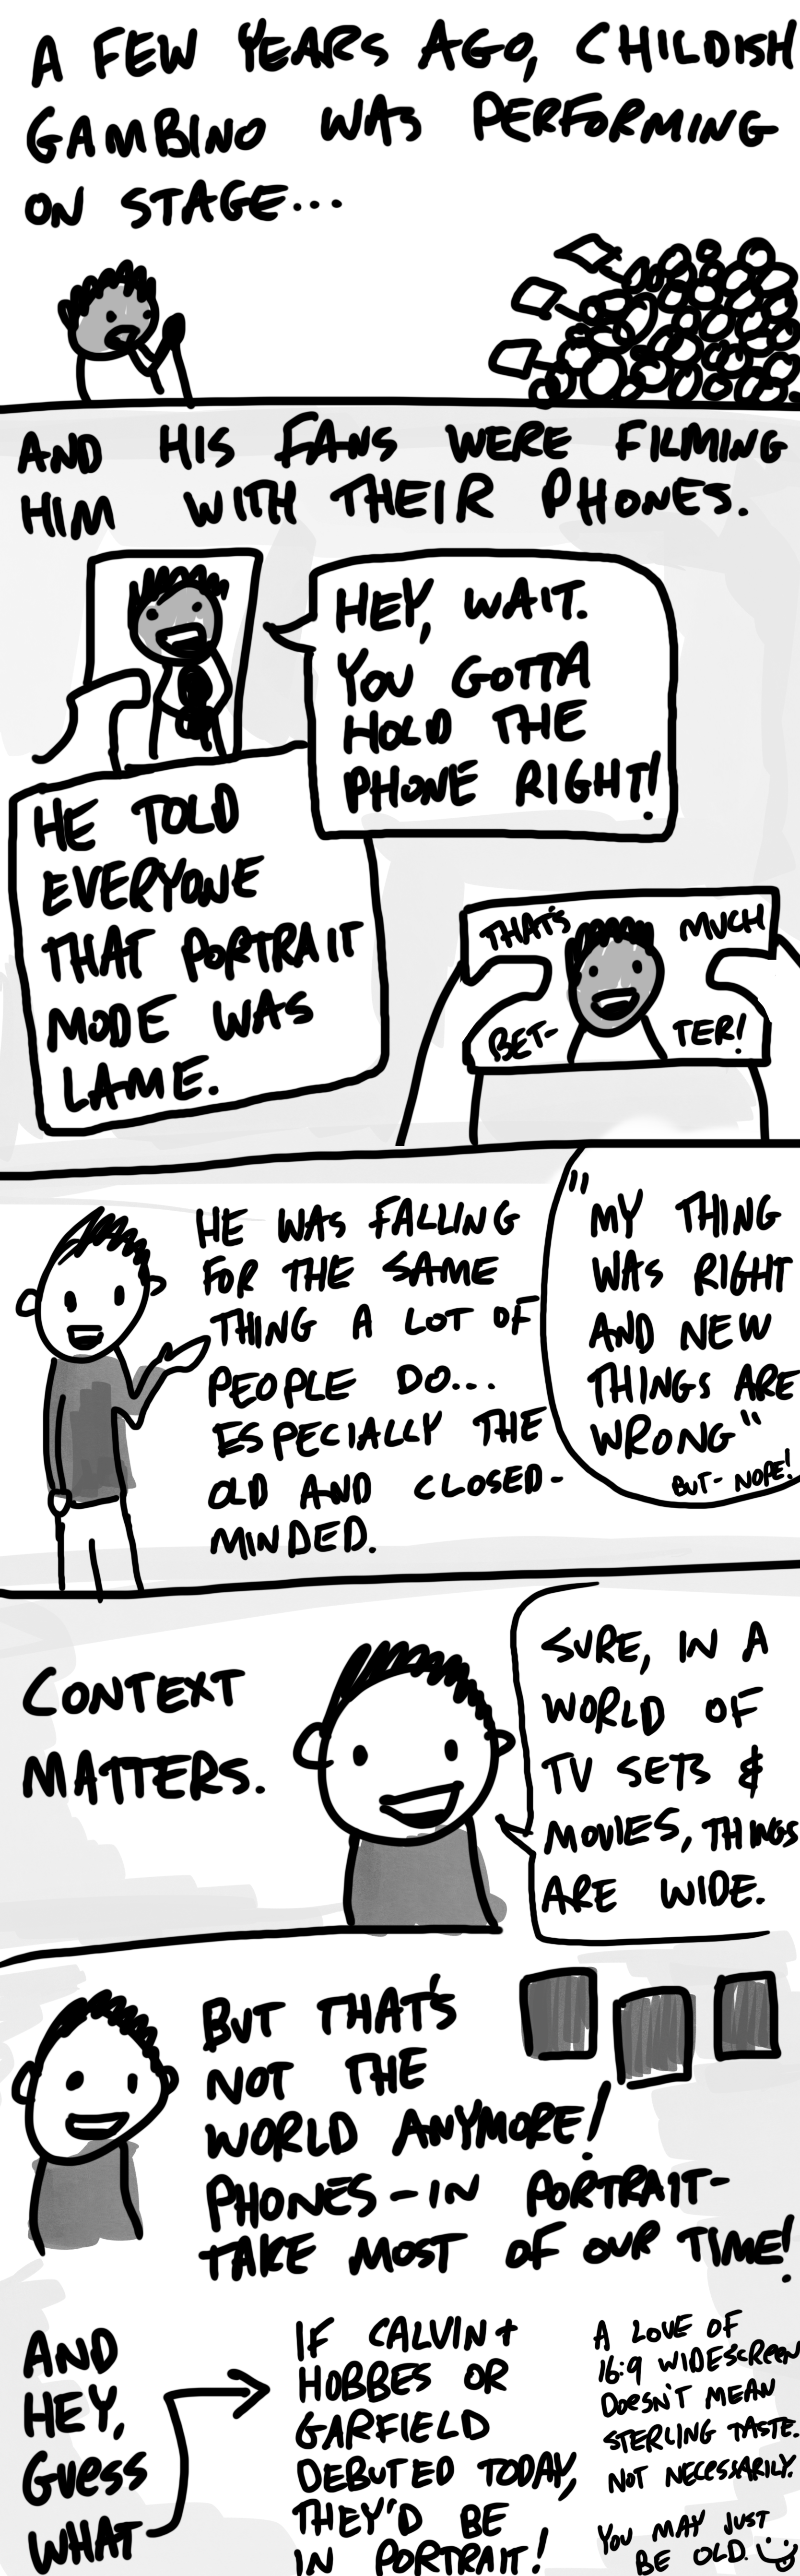 A FEW YEARS AGO, CHILDISH
GAMBINO WAS PERFORMING
ON STAGE...
AND HIS FANS WERE FILMING
HIM WITH THEIR PHONES.
HEY, WAIT.
YOU GOTTA
HOLD THE
PHONE RIGHT!
HE TOLD
EVERYONE
THAT PORTRAIT
MODE WAS
LAME.
THAT'S MUCH
BET- TER!
HE WAS FALLING
FOR THE SAME
THING A LOT OF
PEOPLE DO...
ESPECIALLY THE
OLD AND CLOSED-
MINDED.
"MY THING
WAS RIGHT
AND NEW
THINGS ARE
WRONG"
BUT- NOPE!
CONTEXT
MATTERS.
SURE, IN A
WORLD OF
TV SETS &
MOVIES, THINGS
ARE WIDE.
BUT THAT'S
NOT THE
WORLD ANYMORE!
PHONES-IN PORTRAIT-
TAKE MOST OF OUR TIME!
AND
HEY,
GUESS
WHAT
IF CALVIN +
HOBBES OR
GARFIELD
DEBUTED TODAY,
THEY'D BE
IN PORTRAIT!
A LOVE OF
16:9 WIDESCREEN
DOESN'T MEAN
STERLING TASTE.
NOT NECESSARILY.
YOU MAY JUST
BE OLD.